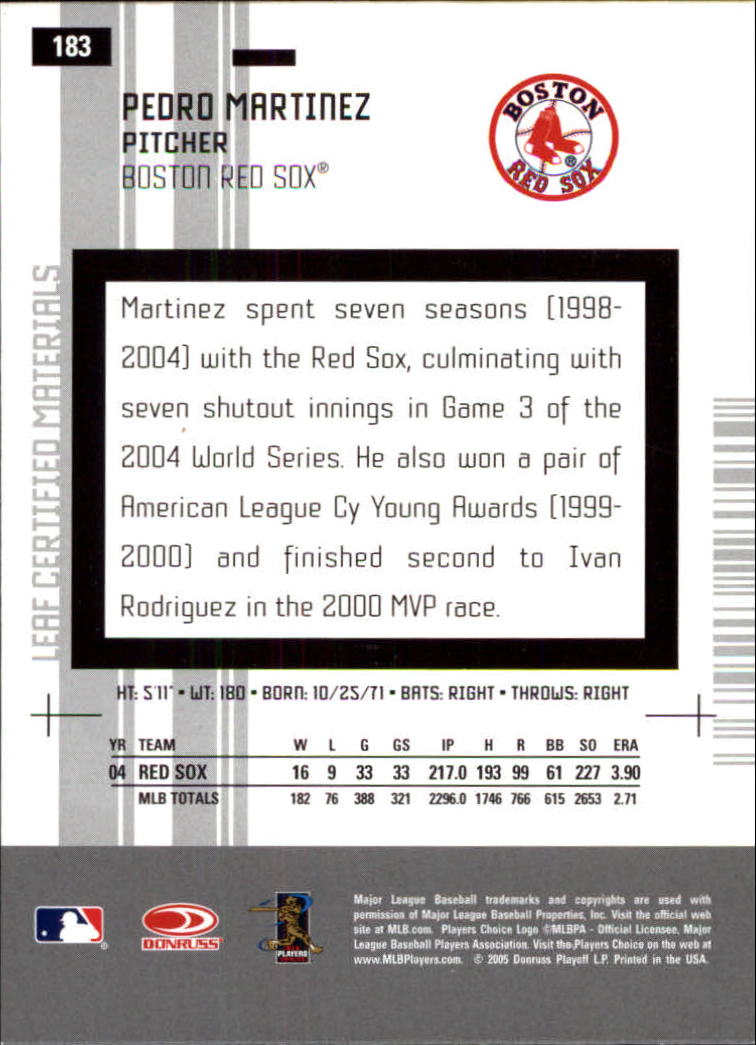 183
PEDRO MARTINEZ
PITCHER
BOSTON RED SOX®
BOSTON
RED SOX
®
LEAF CERTIFIED MATERIALS
Martinez spent seven seasons [1998-
2004] with the Red Sox, culminating with
seven shutout innings in Game 3 of the
2004 World Series. He also won a pair of
American League Cy Young Awards [1999-
2000] and finished second to Ivan
Rodriguez in the 2000 MVP race.
HT: 5'11" • WT: 180 • BORN: 10/25/71 • BATS: RIGHT • THROWS: RIGHT
YR TEAM W L G GS IP H R BB SO ERA
04 RED SOX 16 9 33 33 217.0 193 99 61 227 3.90
MLB TOTALS 182 76 388 321 2296.0 1746 766 615 2653 2.71
Major League Baseball trademarks and copyrights are used with
permission of Major League Baseball Properties, Inc. Visit the official web
site at MLB.com. Players Choice Logo ©MLBPA - Official Licensee, Major
League Baseball Players Association. Visit the Players Choice on the web at
www.MLBPlayers.com. © 2005 Donruss Playoff L.P. Printed in the USA.
DONRUSS
PLAYERS